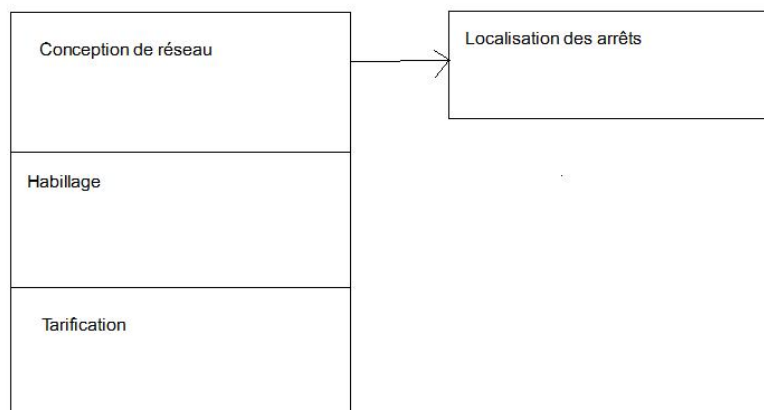 Conception de réseau
Localisation des arrêts
Habillage
Tarification